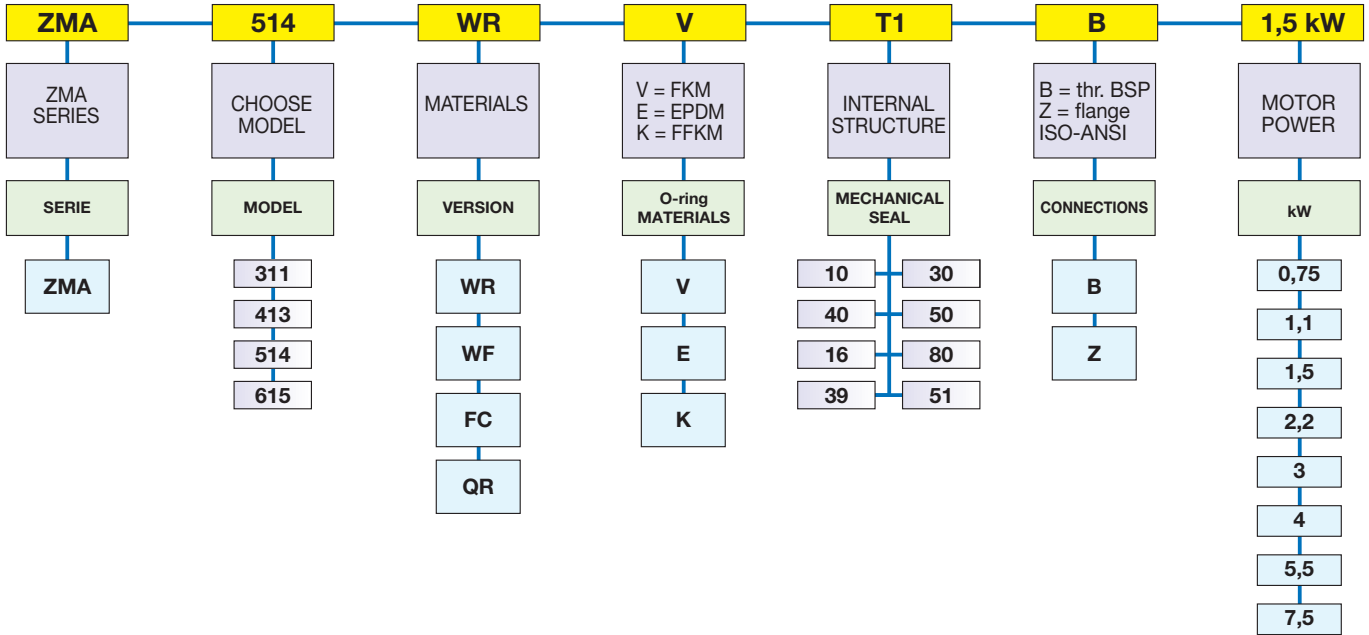 ZMA
514
WR
V
T1
B
1,5 kW
ZMA
SERIES
CHOOSE
MODEL
MATERIALS
V = FKM
E = EPDM
K = FFKM
INTERNAL
STRUCTURE
B = thr. BSP
Z = flange
ISO-ANSI
MOTOR
POWER
SERIE
MODEL
VERSION
O-ring
MATERIALS
MECHANICAL
SEAL
CONNECTIONS
kW
ZMA
311
413
514
615
WR
WF
FC
QR
V
E
K
10
30
40
50
16
80
39
51
B
Z
0,75
1,1
1,5
2,2
3
4
5,5
7,5